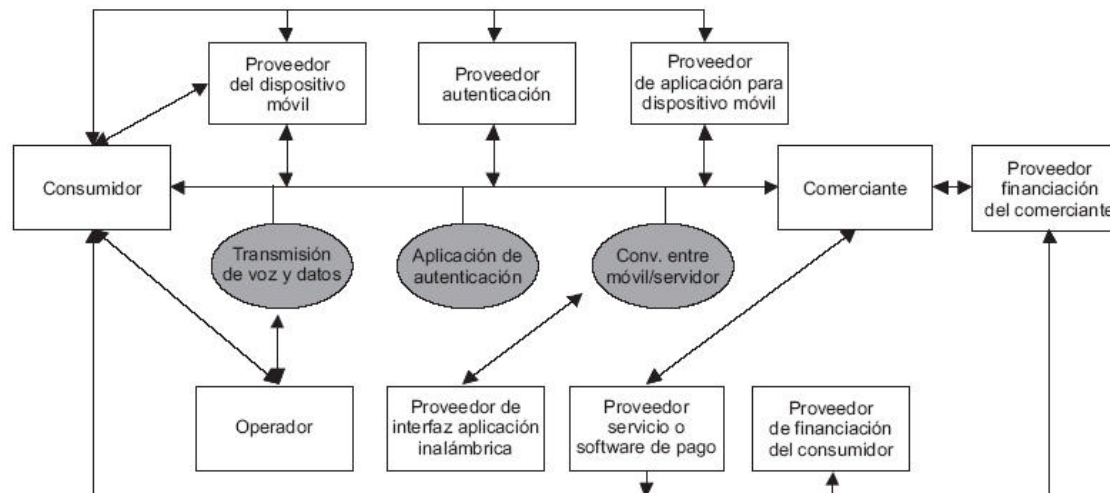 Proveedor
del dispositivo
móvil
Proveedor
autenticación
Proveedor
de aplicación para
dispositivo móvil
Consumidor
Comerciante
Proveedor
financiación
del comerciante
Transmisión
de voz y datos
Aplicación de
autenticación
Conv. entre
móvil/servidor
Operador
Proveedor de
interfaz aplicación
inalámbrica
Proveedor
servicio o
software de pago
Proveedor
de financiación
del consumidor